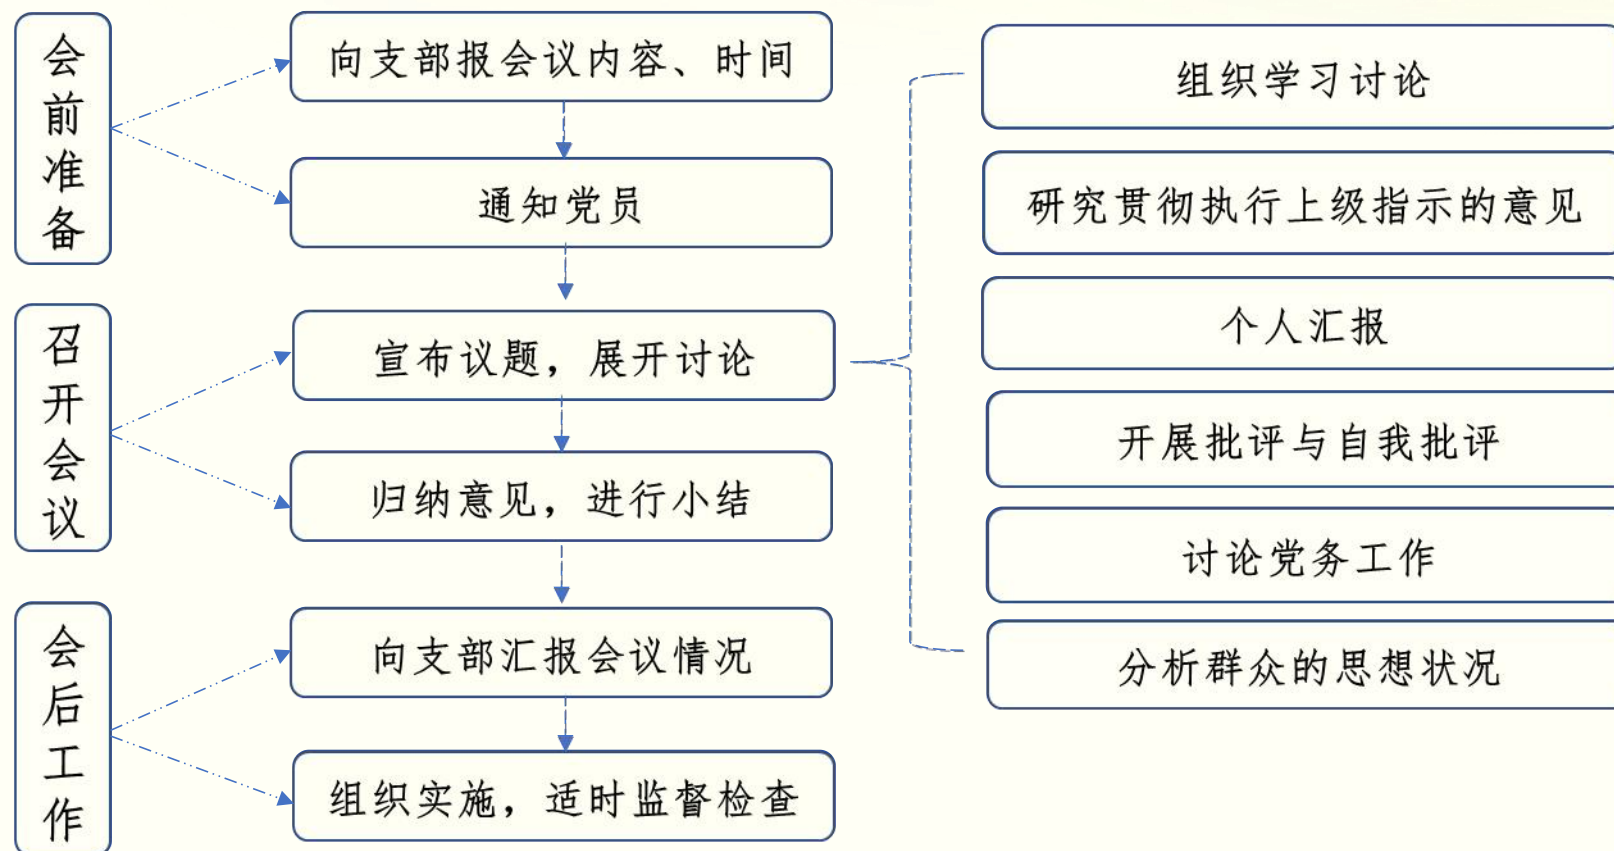 会前准备
向支部报会议内容、时间
通知党员
召开会议
宣布议题，展开讨论
归纳意见，进行小结
会后工作
向支部汇报会议情况
组织实施，适时监督检查
组织学习讨论
研究贯彻执行上级指示的意见
个人汇报
开展批评与自我批评
讨论党务工作
分析群众的思想状况